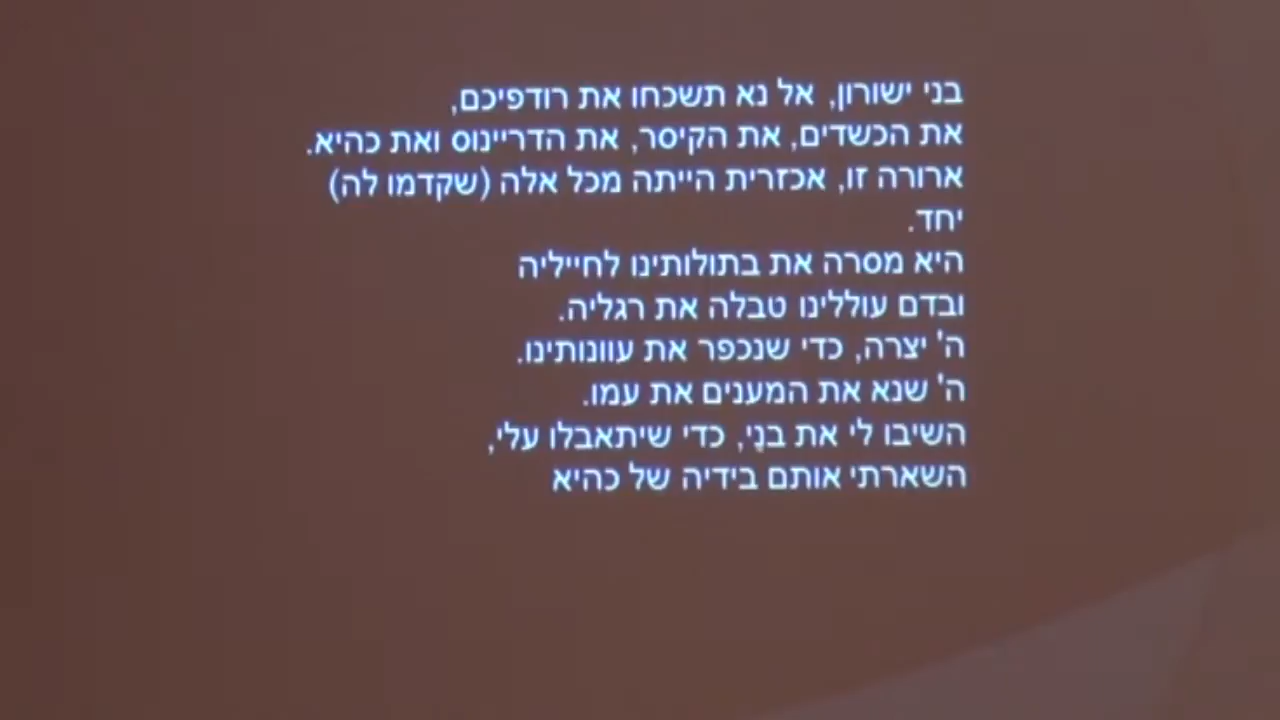 בני ישורון, אל נא תשכחו את רודפיכם,
את הכשדים, את הקיסר, את הדריינוס ואת כהיא.
ארורה זו, אכזרית הייתה מכל אלה (שקדמו לה)
יחד.
היא מסרה את בתולותינו לחייליה
ובדם עוללינו טבלה את רגליה.
ה' יצרה, כדי שנכפר את עוונותינו.
ה' שנא את המענים את עמו.
השיבו לי את בנַי, כדי שיתאבלו עלי,
השארתי אותם בידיה של כהיא